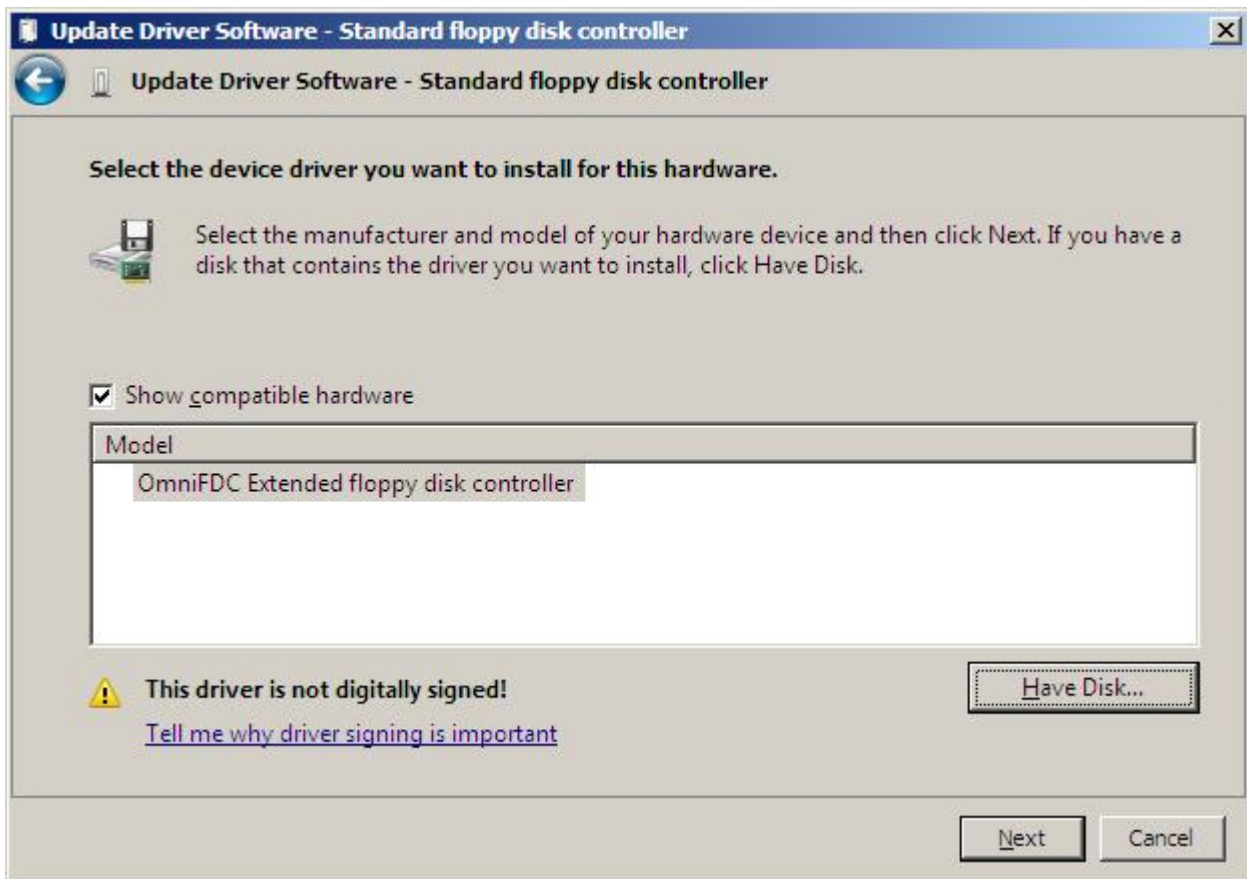 Update Driver Software - Standard floppy disk controller
Update Driver Software - Standard floppy disk controller
Select the device driver you want to install for this hardware.
Select the manufacturer and model of your hardware device and then click Next. If you have a
disk that contains the driver you want to install, click Have Disk.
Show compatible hardware
Model
OmniFDC Extended floppy disk controller
This driver is not digitally signed!
Have Disk...
Tell me why driver signing is important
Next
Cancel